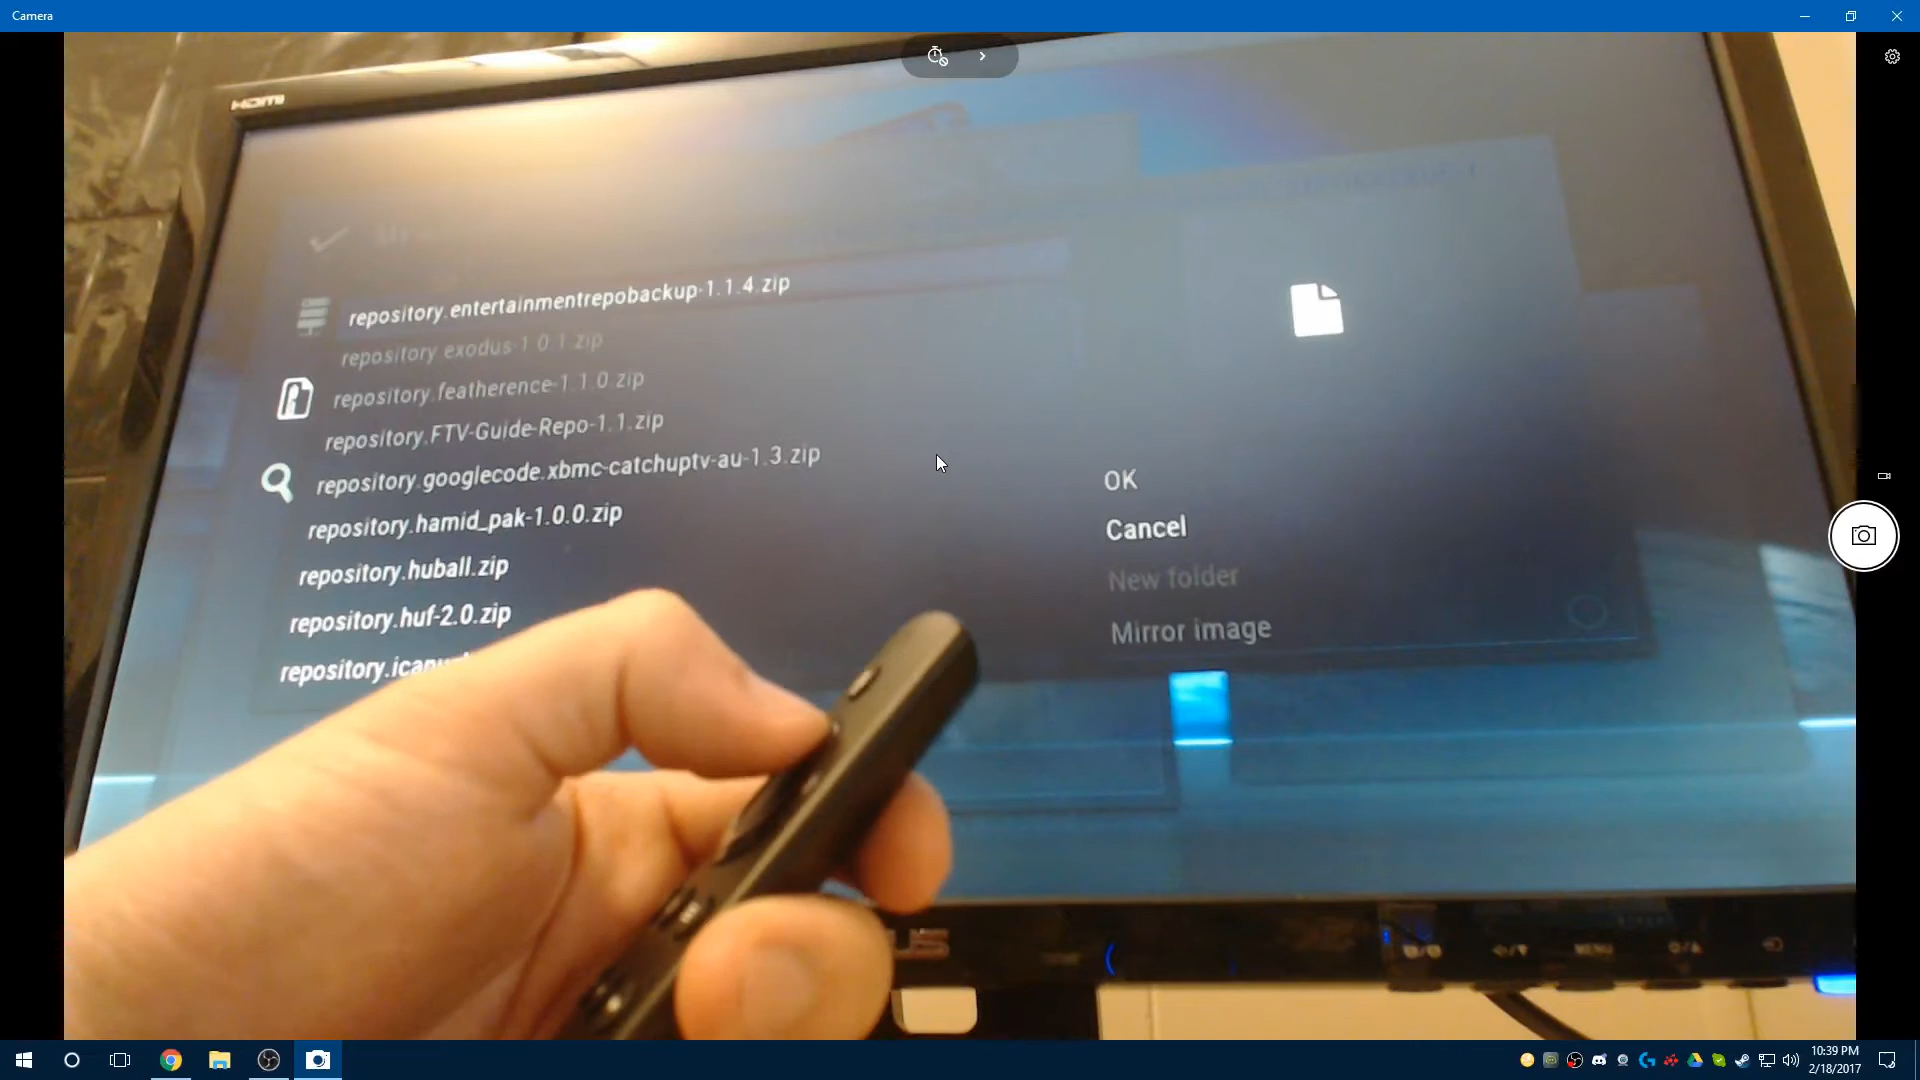 Camera
HDMI
repository.entertainmentrepobackup-1.1.4.zip
repository.exodus-1.0.1.zip
repository.featherence-1.1.0.zip
repository.FTV-Guide-Repo-1.1.zip
repository.googlecode.xbmc-catchuptv-au-1.3.zip
repository.hamid_pak-1.0.0.zip
repository.huball.zip
repository.huf-2.0.zip
OK
Cancel
New folder
Mirror image
MENU
10:39 PM
2/18/2017